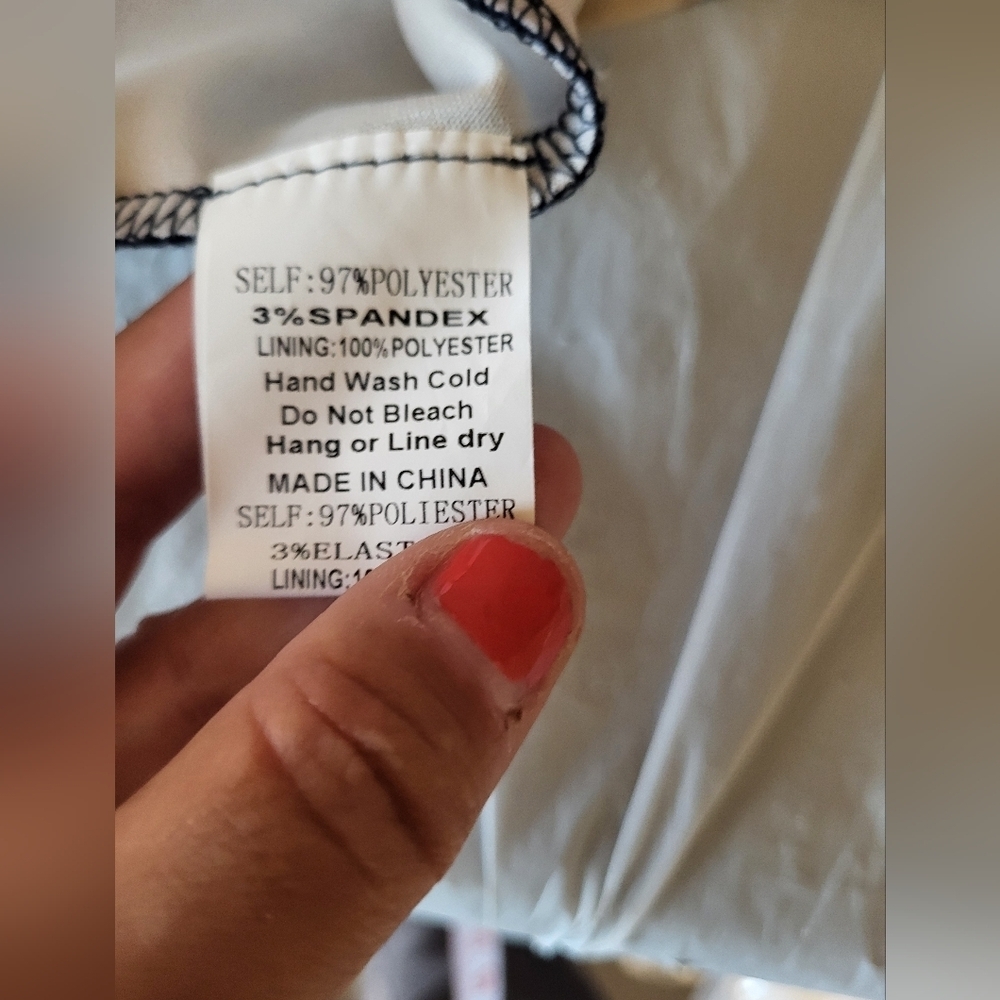 SELF:97%POLYESTER
3%SPANDEX
LINING:100%POLYESTER
Hand Wash Cold
Do Not Bleach
Hang or Line dry
MADE IN CHINA
SELF:97%POLIESTER
LINING: